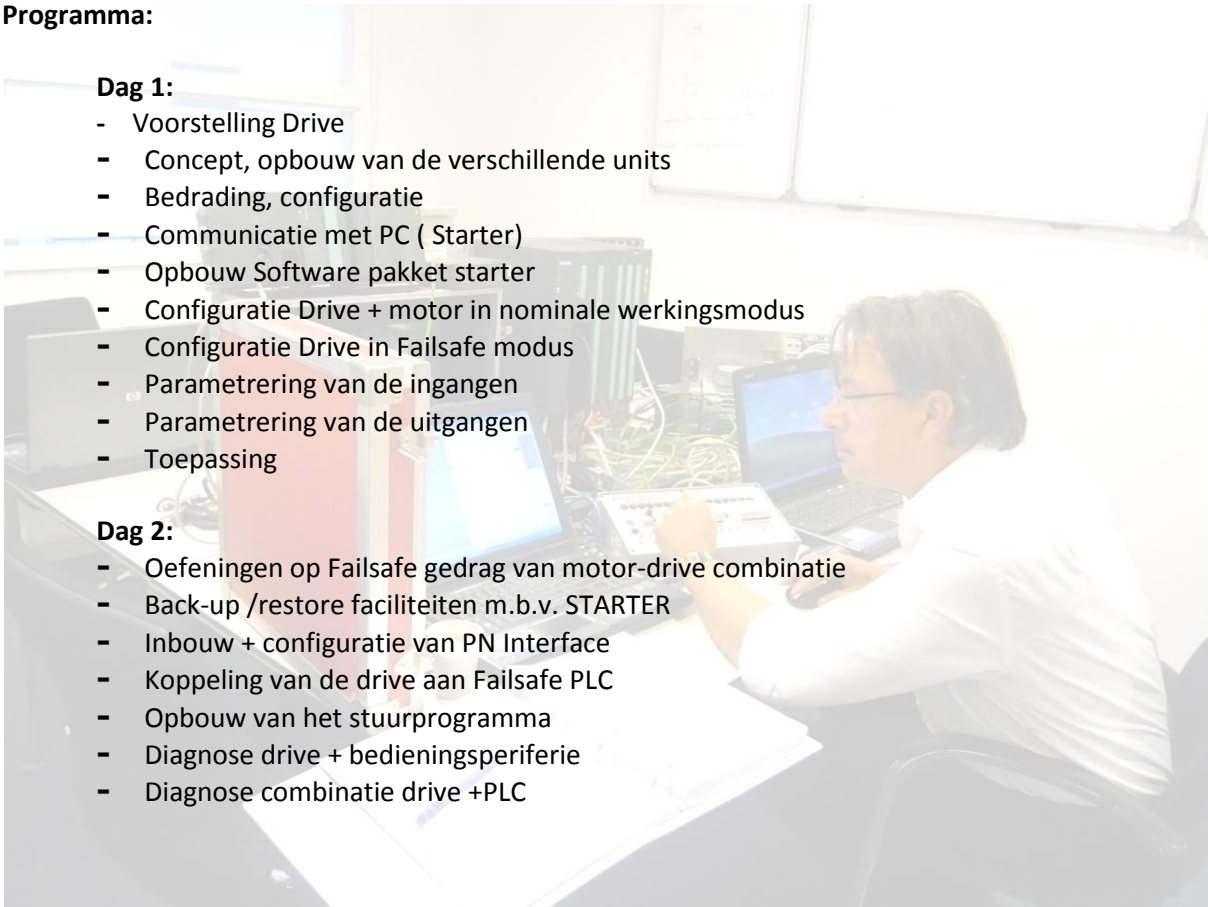 Programma:
Dag 1:
- Voorstelling Drive
- Concept, opbouw van de verschillende units
- Bedrading, configuratie
- Communicatie met PC ( Starter)
- Opbouw Software pakket starter
- Configuratie Drive + motor in nominale werkingsmodus
- Configuratie Drive in Failsafe modus
- Parametrering van de ingangen
- Parametrering van de uitgangen
- Toepassing
Dag 2:
- Oefeningen op Failsafe gedrag van motor-drive combinatie
- Back-up /restore faciliteiten m.b.v. STARTER
- Inbouw + configuratie van PN Interface
- Koppeling van de drive aan Failsafe PLC
- Opbouw van het stuurprogramma
- Diagnose drive + bedieningsperiferie
- Diagnose combinatie drive +PLC